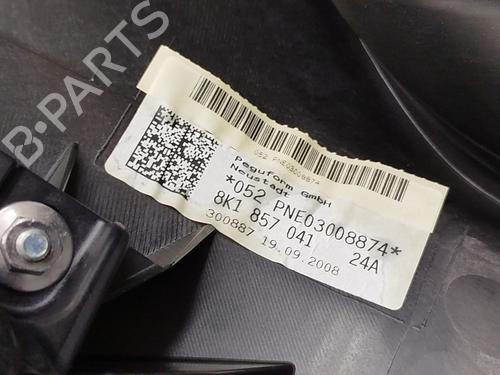 B-PARTS
052 PNE03008874
Peguform GmbH
Neustadt
*052 PNE03008874*
8K1 857 041 24A
300887 19.09.2008